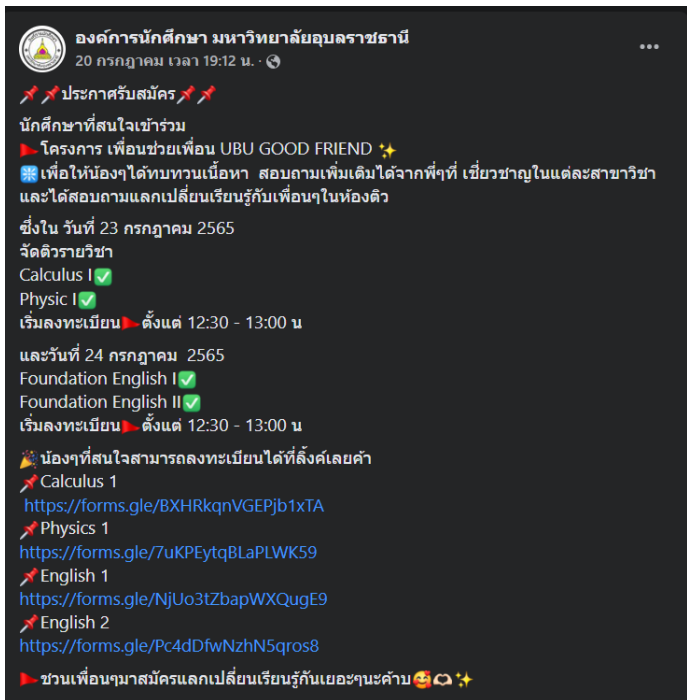 องค์การนักศึกษา มหาวิทยาลัยอุบลราชธานี
20 กรกฎาคม เวลา 19:12 น. ·
📌📌ประกาศรับสมัคร📌📌
นักศึกษาที่สนใจเข้าร่วม
🚩โครงการ เพื่อนช่วยเพื่อน UBU GOOD FRIEND ✨
❇️เพื่อให้น้องๆได้ทบทวนเนื้อหา สอบถามเพิ่มเติมได้จากพี่ๆที่ เชี่ยวชาญในแต่ละสาขาวิชา
และได้สอบถามแลกเปลี่ยนเรียนรู้กับเพื่อนๆในห้องติว
ซึ่งใน วันที่ 23 กรกฎาคม 2565
จัดติวรายวิชา
Calculus I✅
Physic I✅
เริ่มลงทะเบียน🚩ตั้งแต่ 12:30 - 13:00 น
และวันที่ 24 กรกฎาคม 2565
Foundation English I✅
Foundation English II✅
เริ่มลงทะเบียน🚩ตั้งแต่ 12:30 - 13:00 น
🎉น้องๆที่สนใจสามารถลงทะเบียนได้ที่ลิ้งค์เลยค้า
📌Calculus 1
https://forms.gle/BXHRkqnVGEPjb1xTA
📌Physics 1
https://forms.gle/7uKPEytqBLaPLWK59
📌English 1
https://forms.gle/NjUo3tZbapWXQugE9
📌English 2
https://forms.gle/Pc4dDfwNzhN5qros8
🚩ชวนเพื่อนๆมาสมัครแลกเปลี่ยนเรียนรู้กันเยอะๆนะค้าบ🥰🫶🏻✨